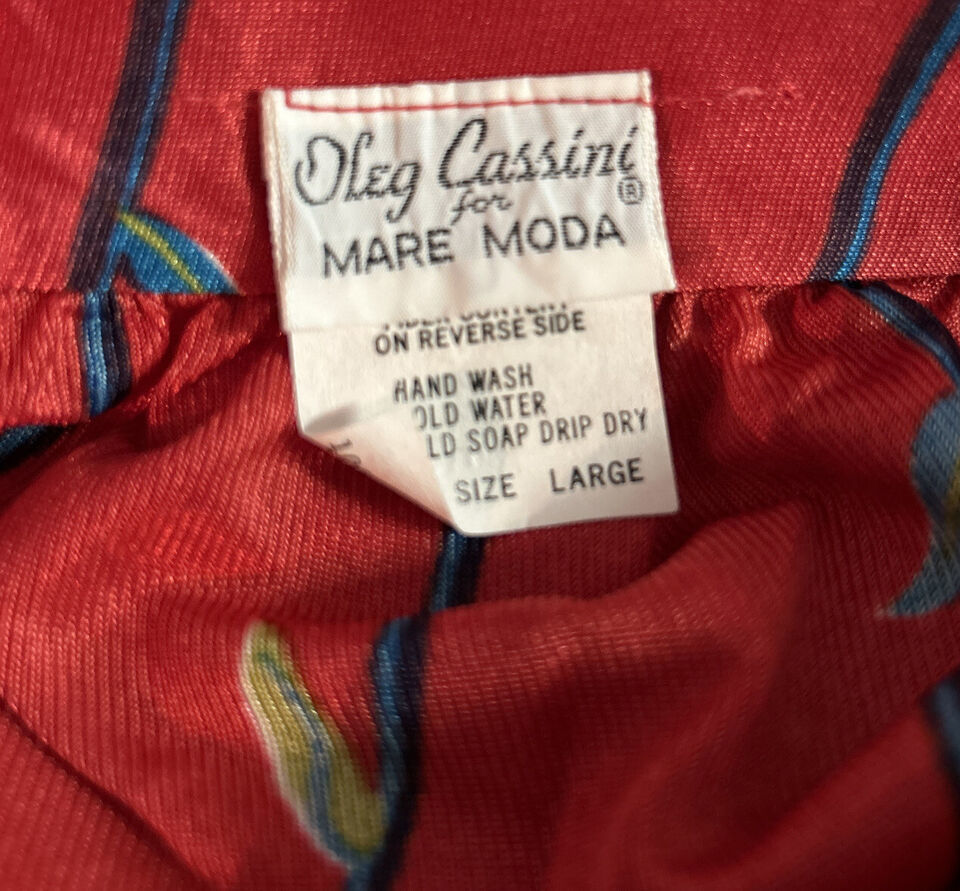 Oleg Cassini
for ®
MARE MODA
ON REVERSE SIDE
HAND WASH
OLD WATER
LD SOAP DRIP DRY
SIZE LARGE